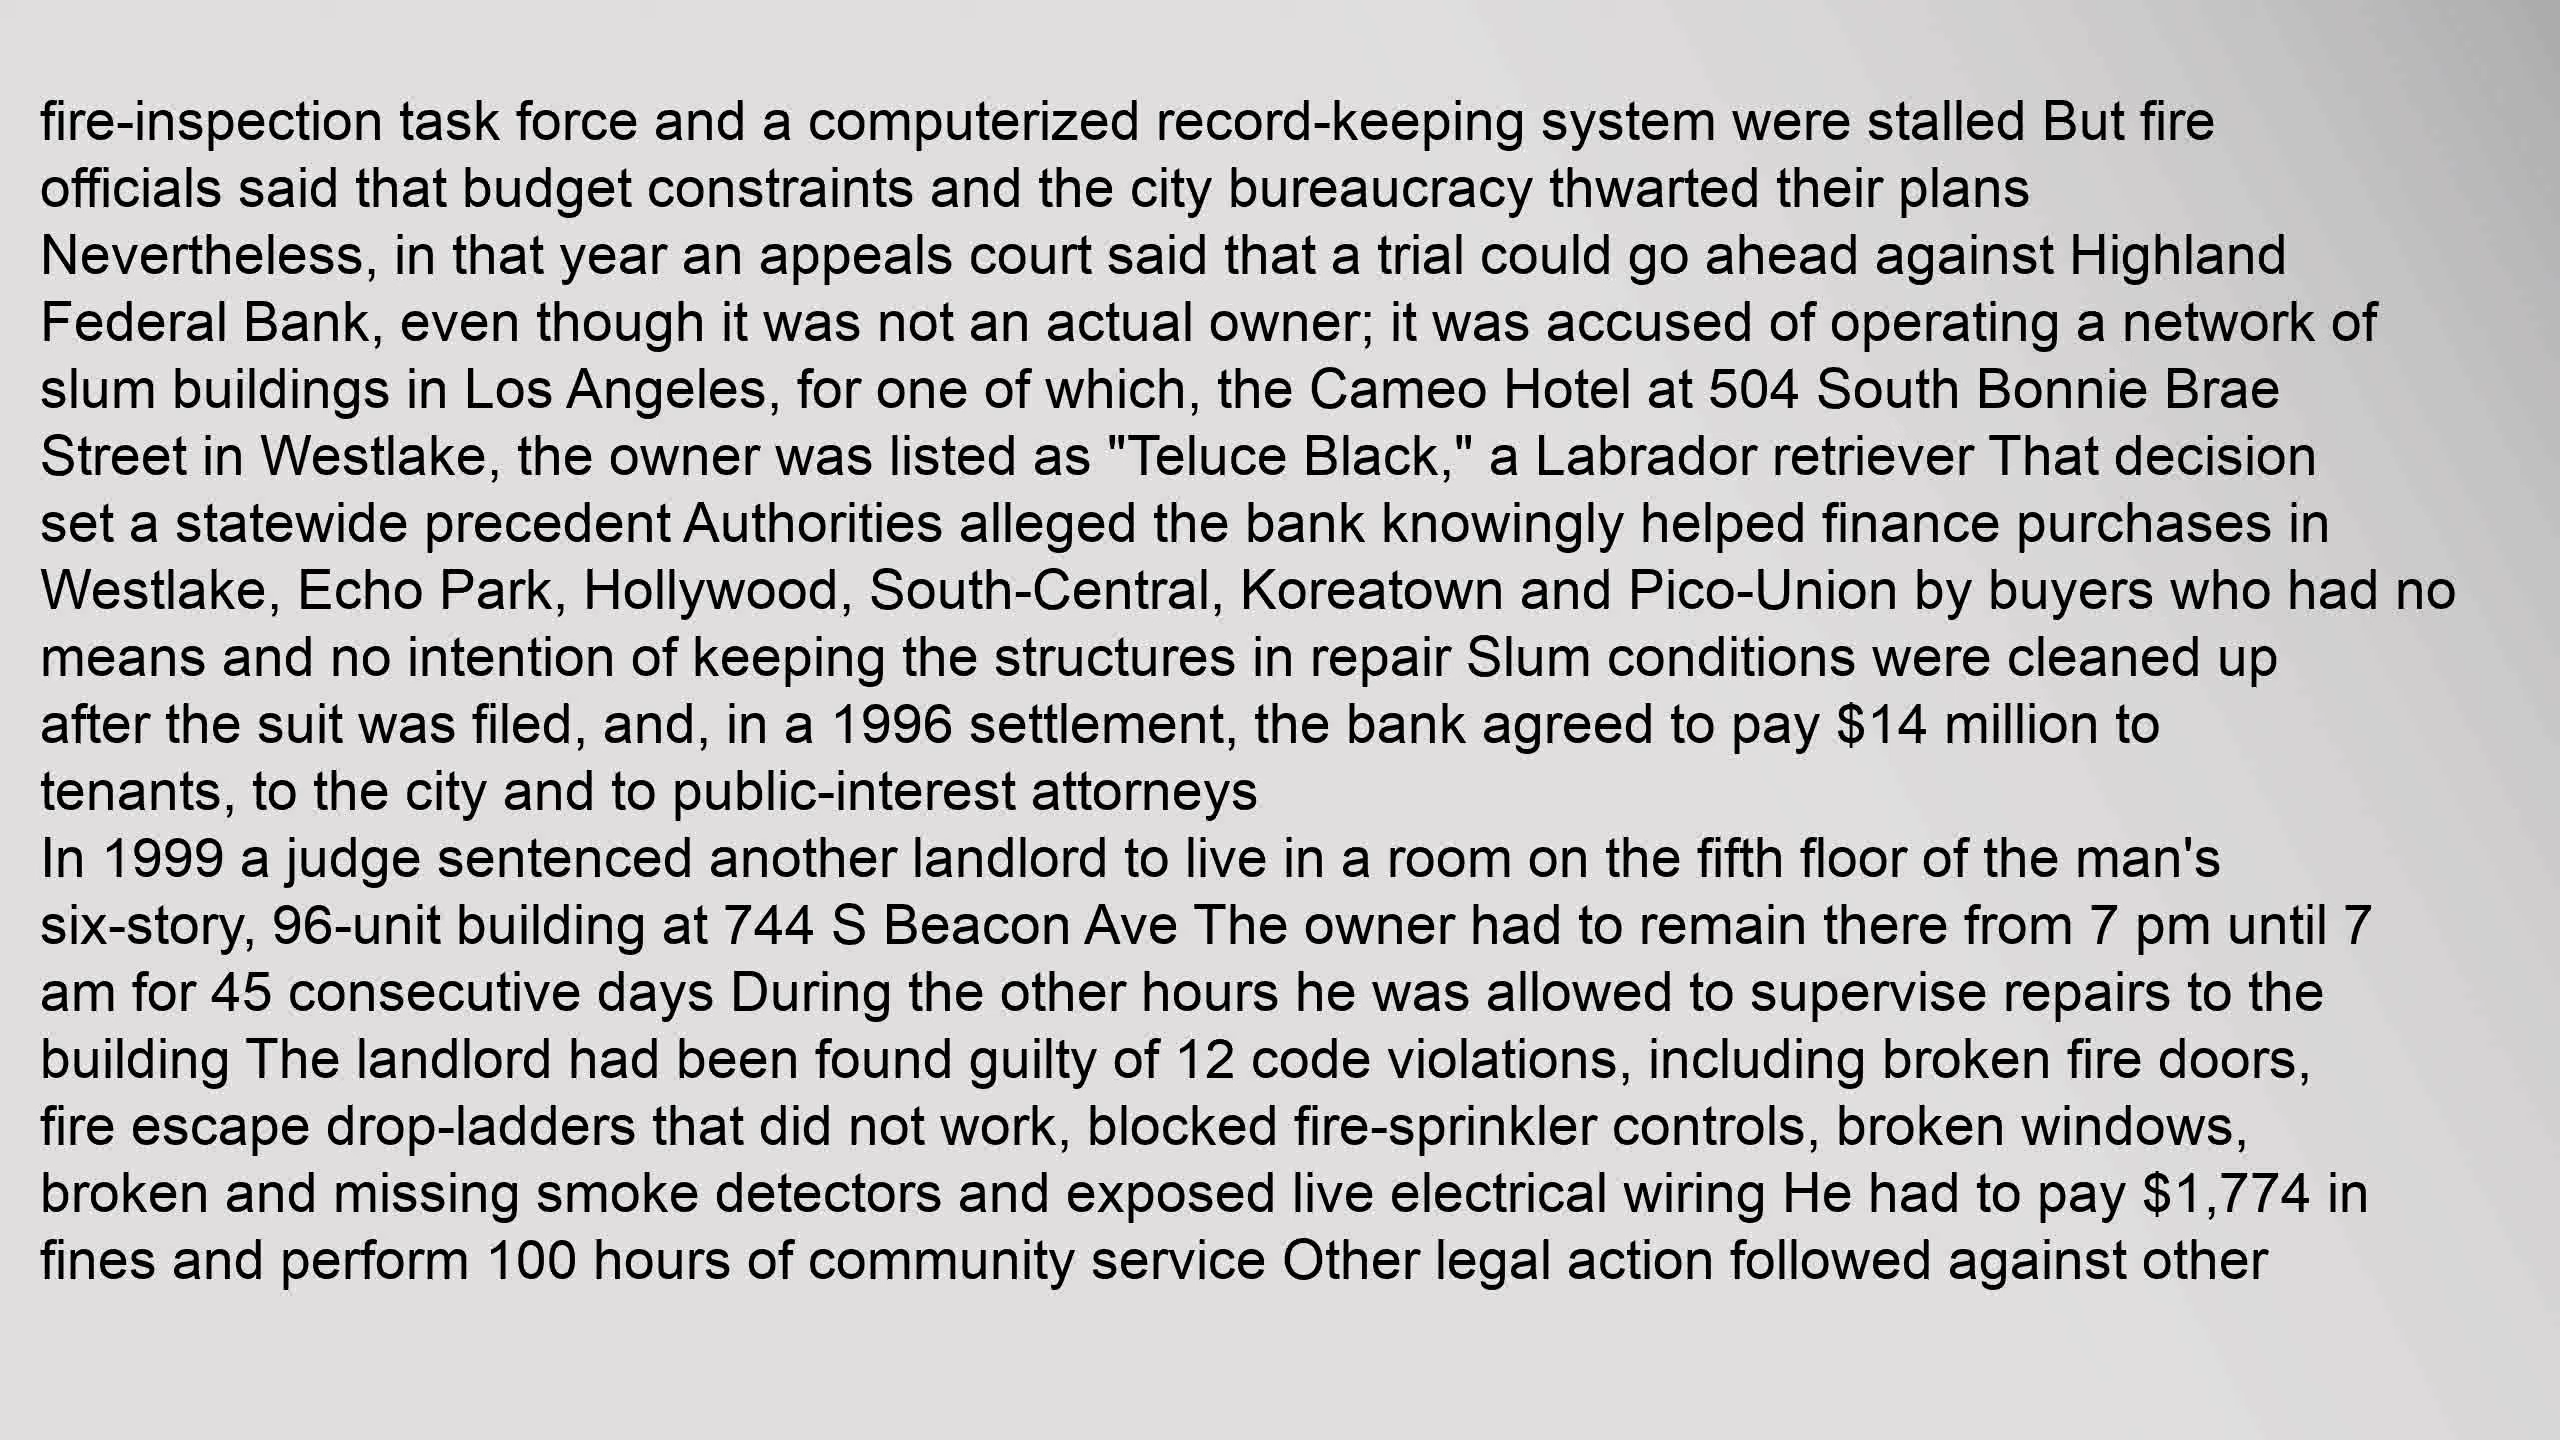 fire-inspection task force and a computerized record-keeping system were stalled But fire
officials said that budget constraints and the city bureaucracy thwarted their plans
Nevertheless, in that year an appeals court said that a trial could go ahead against Highland
Federal Bank, even though it was not an actual owner; it was accused of operating a network of
slum buildings in Los Angeles, for one of which, the Cameo Hotel at 504 South Bonnie Brae
Street in Westlake, the owner was listed as "Teluce Black," a Labrador retriever That decision
set a statewide precedent Authorities alleged the bank knowingly helped finance purchases in
Westlake, Echo Park, Hollywood, South-Central, Koreatown and Pico-Union by buyers who had no
means and no intention of keeping the structures in repair Slum conditions were cleaned up
after the suit was filed, and, in a 1996 settlement, the bank agreed to pay $14 million to
tenants, to the city and to public-interest attorneys
In 1999 a judge sentenced another landlord to live in a room on the fifth floor of the man's
six-story, 96-unit building at 744 S Beacon Ave The owner had to remain there from 7 pm until 7
am for 45 consecutive days During the other hours he was allowed to supervise repairs to the
building The landlord had been found guilty of 12 code violations, including broken fire doors,
fire escape drop-ladders that did not work, blocked fire-sprinkler controls, broken windows,
broken and missing smoke detectors and exposed live electrical wiring He had to pay $1,774 in
fines and perform 100 hours of community service Other legal action followed against other